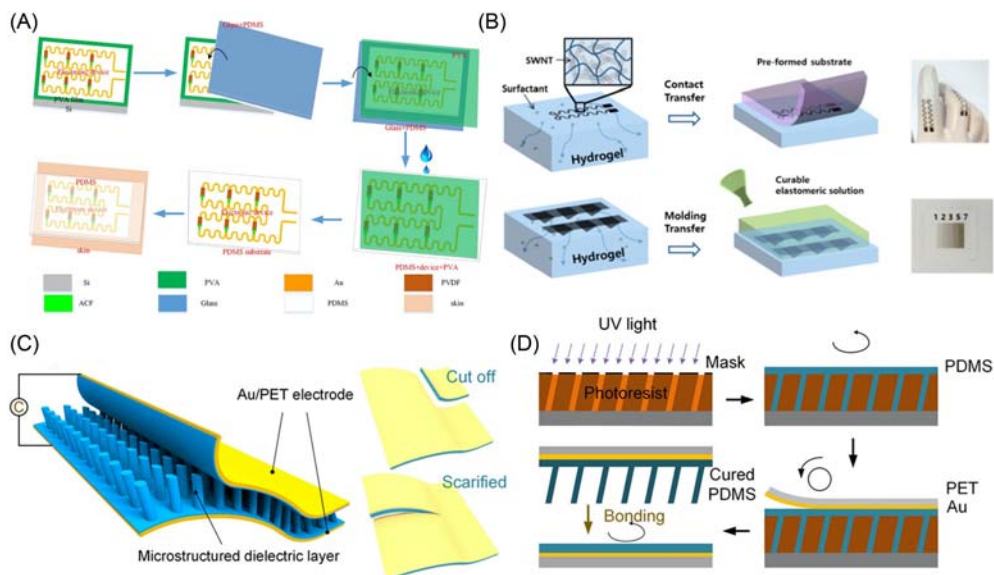 (A)
Glass+PDMS
PVA film
Si
Glass+PDMS
PDMS
skin
PDMS substrate
PDMS+device+PVA
Si
PVA
Au
PVDF
ACF
Glass
PDMS
skin
(B)
SWNT
Surfactant
Hydrogel
Contact
Transfer
Pre-formed substrate
Hydrogel
Molding
Transfer
Curable
elastomeric solution
1 2 3 5 7
(C)
C
Au/PET electrode
Microstructured dielectric layer
Cut off
Scarified
(D)
UV light
Mask
Photoresist
PDMS
Cured
PDMS
Bonding
PET
Au